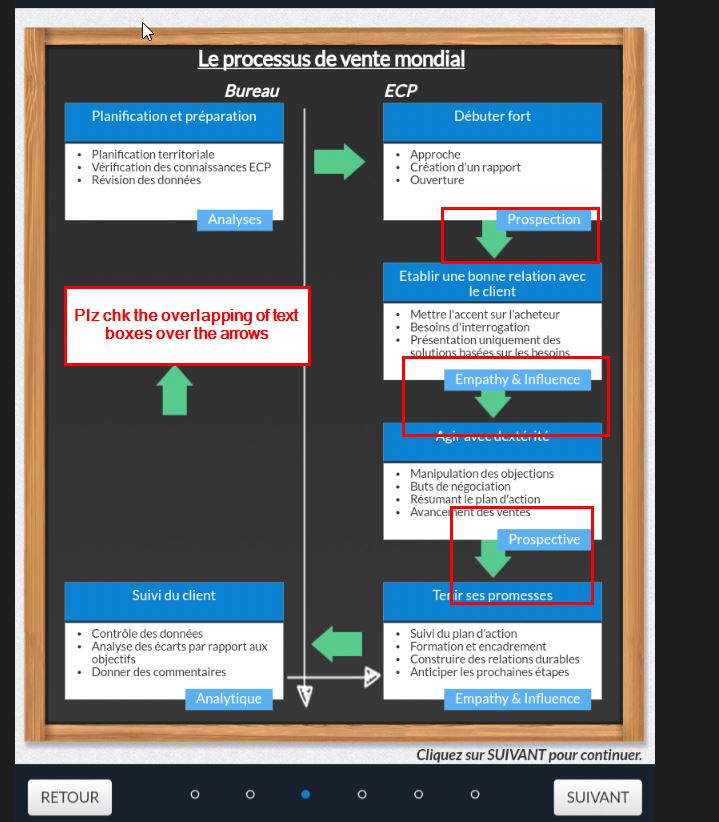 Le processus de vente mondial
Bureau
ECP
Planification et préparation
• Planification territoriale
• Vérification des connaissances ECP
• Révision des données
Analyses
Débuter fort
• Approche
• Création d'un rapport
• Ouverture
Prospection
Etablir une bonne relation avec
le client
• Mettre l'accent sur l'acheteur
• Besoins d'interrogation
• Présentation uniquement des
solutions basées sur les besoins
Empathy & Influence
Plz chk the overlapping of text
boxes over the arrows
Agir avec dextérité
• Manipulation des objections
• Buts de négociation
• Résumant le plan d'action
• Avancement des ventes
Prospective
Suivi du client
• Contrôle des données
• Analyse des écarts par rapport aux
objectifs
• Donner des commentaires
Analytique
Tenir ses promesses
• Suivi du plan d'action
• Formation et encadrement
• Construire des relations durables
• Anticiper les prochaines étapes
Empathy & Influence
Cliquez sur SUIVANT pour continuer.
RETOUR
SUIVANT